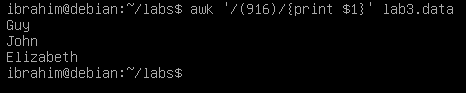 ibrahim@debian:~/labs$ awk '/(916)/{print $1}' lab3.data
Guy
John
Elizabeth
ibrahim@debian:~/labs$